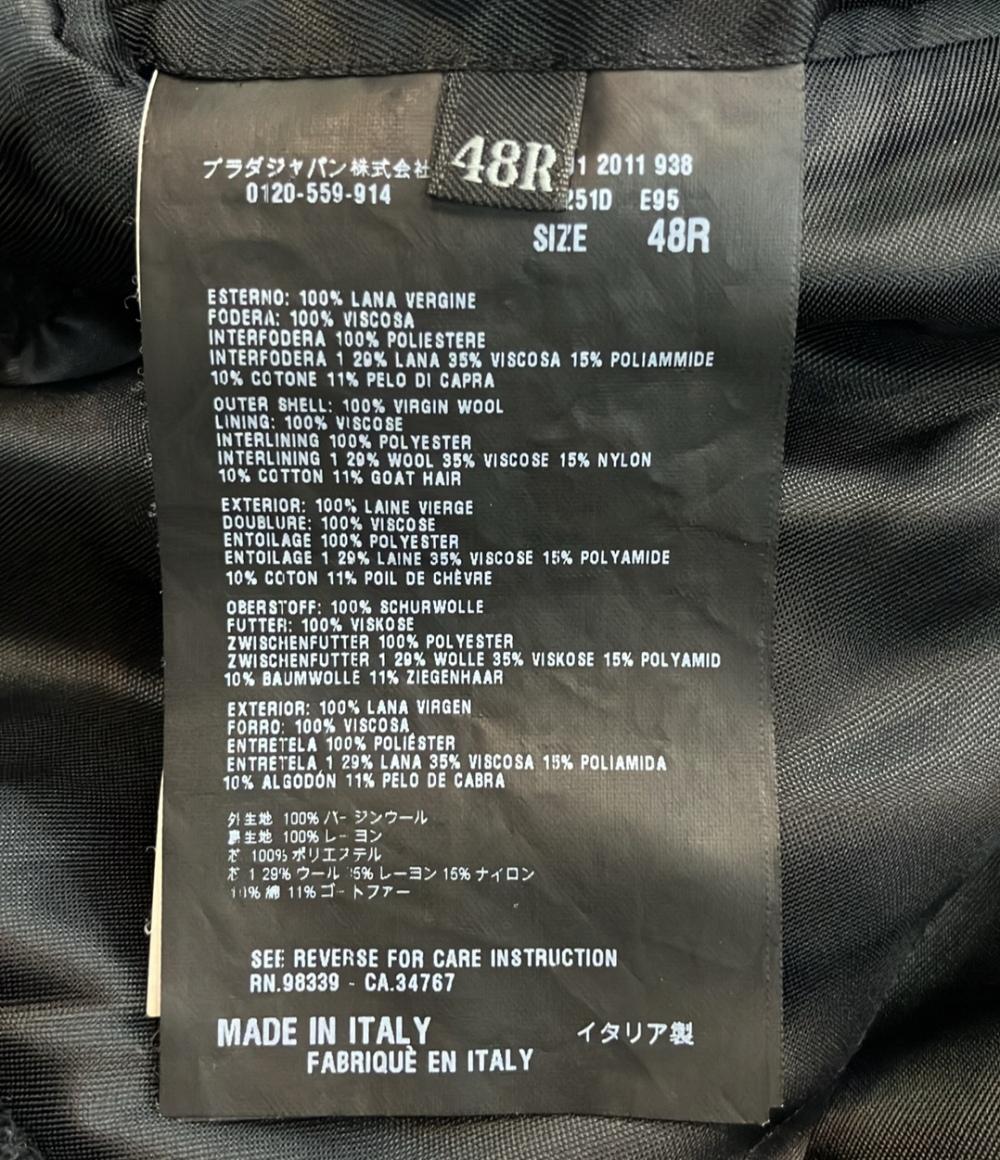 プラダジャパン株式会社
0120-559-914
48R
1 2011 938
251D E95
SIZE 48R
ESTERNO: 100% LANA VERGINE
FODERA: 100% VISCOSA
INTERFODERA 100% POLIESTERE
INTERFODERA 1 29% LANA 35% VISCOSA 15% POLIAMMIDE
10% COTONE 11% PELO DI CAPRA
OUTER SHELL: 100% VIRGIN WOOL
LINING: 100% VISCOSE
INTERLINING 100% POLYESTER
INTERLINING 1 29% WOOL 35% VISCOSE 15% NYLON
10% COTTON 11% GOAT HAIR
EXTERIOR: 100% LAINE VIERGE
DOUBLURE: 100% VISCOSE
ENTOILAGE 100% POLYESTER
ENTOILAGE 1 29% LAINE 35% VISCOSE 15% POLYAMIDE
10% COTON 11% POIL DE CHÈVRE
OBERSTOFF: 100% SCHURWOLLE
FUTTER: 100% VISKOSE
ZWISCHENFUTTER 100% POLYESTER
ZWISCHENFUTTER 1 29% WOLLE 35% VISKOSE 15% POLYAMID
10% BAUMWOLLE 11% ZIEGENHAAR
EXTERIOR: 100% LANA VIRGEN
FORRO: 100% VISCOSA
ENTRETELA 100% POLIÉSTER
ENTRETELA 1 29% LANA 35% VISCOSA 15% POLIAMIDA
10% ALGODÓN 11% PELO DE CABRA
外生地 100% バージンウール
裏生地 100% レーヨン
芯 100% ポリエステル
芯 1 29% ウール 35% レーヨン 15% ナイロン
10% 綿 11% ゴートファー
SEE REVERSE FOR CARE INSTRUCTION
RN.98339 - CA.34767
MADE IN ITALY イタリア製
FABRIQUÈ EN ITALY